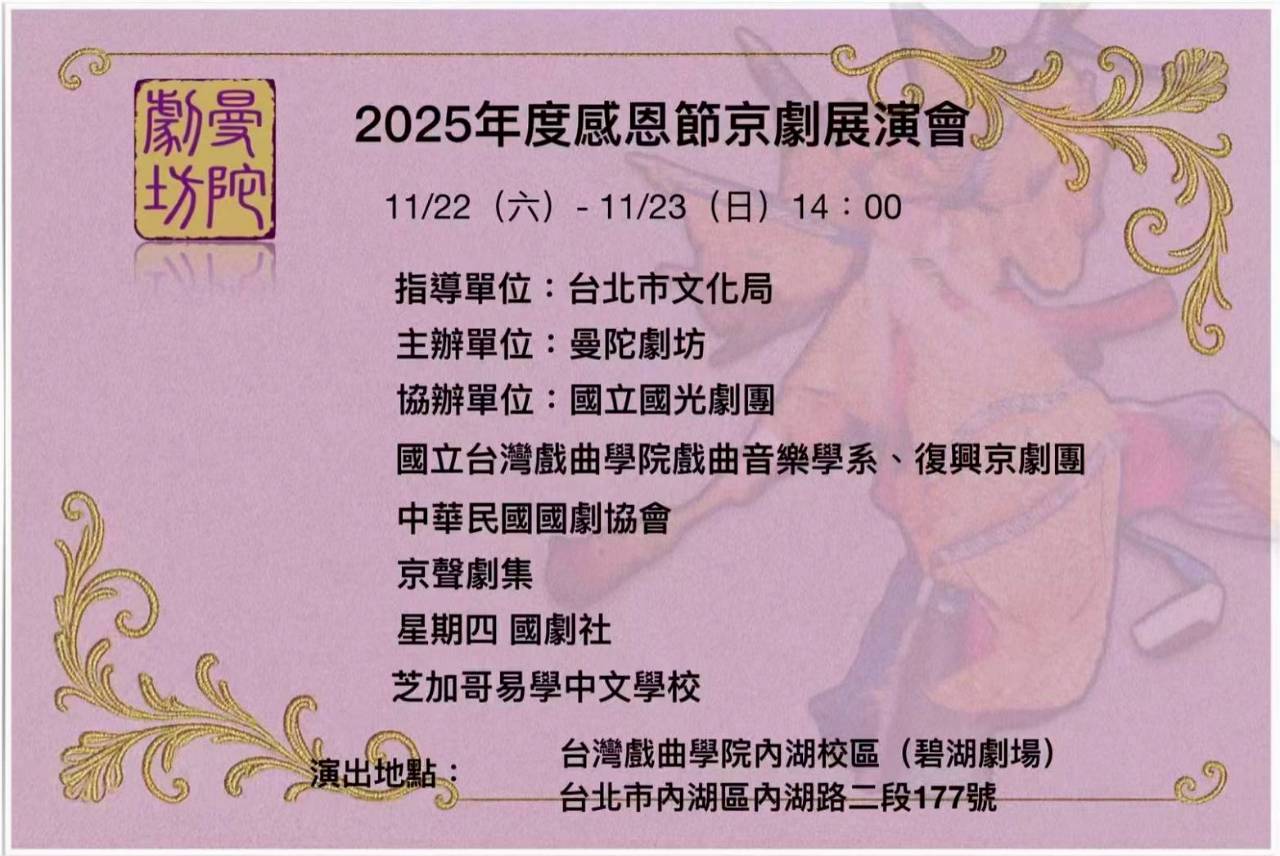 曼陀劇坊
2025年度感恩節京劇展演會
11/22（六）- 11/23（日）14：00
指導單位：台北市文化局
主辦單位：曼陀劇坊
協辦單位：國立國光劇團
國立台灣戲曲學院戲曲音樂學系、復興京劇團
中華民國國劇協會
京聲劇集
星期四 國劇社
芝加哥易學中文學校
演出地點：
台灣戲曲學院內湖校區（碧湖劇場）
台北市內湖區內湖路二段177號